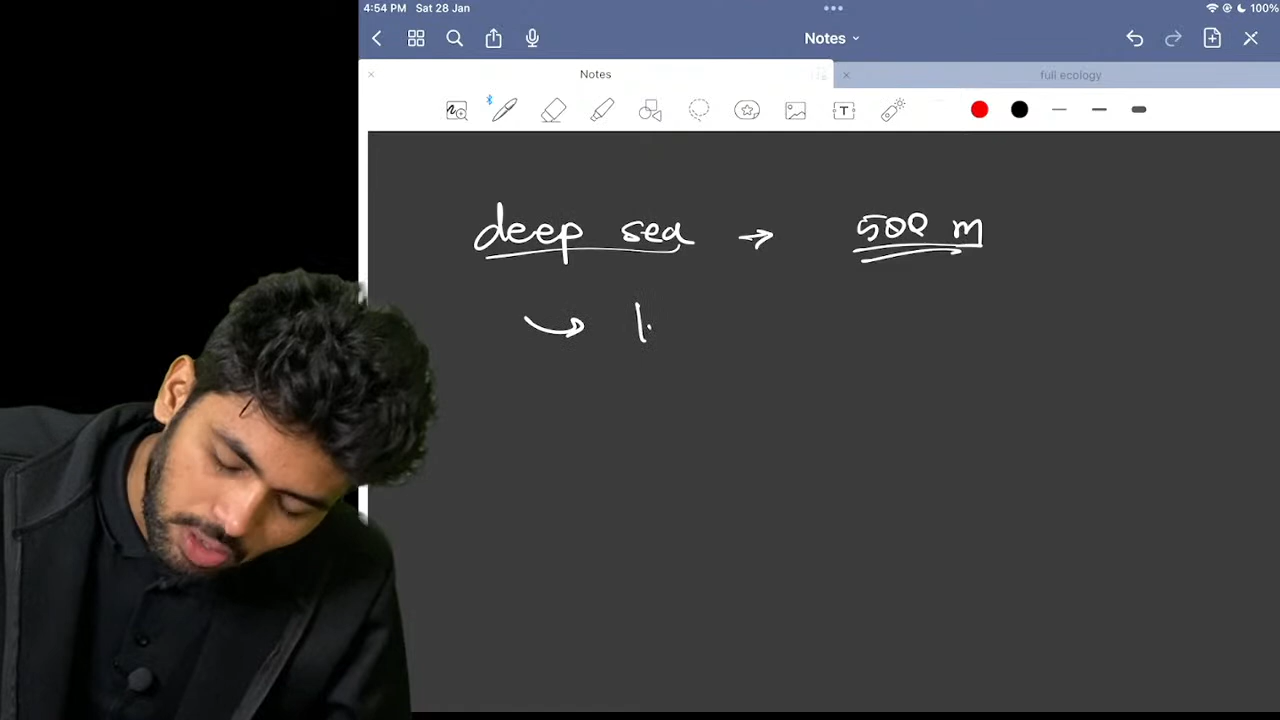 4:54 PM Sat 28 Jan
100%
Notes
Notes
full ecology
T
deep sea → 500 m